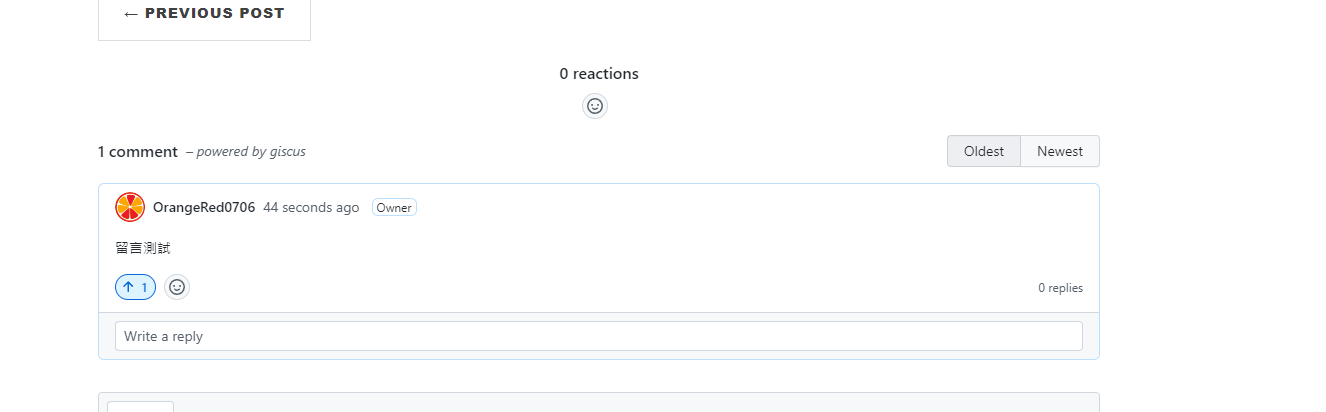 ← PREVIOUS POST
0 reactions
1 comment – powered by giscus
Oldest Newest
OrangeRed0706 44 seconds ago Owner
留言測試
↑ 1
0 replies
Write a reply